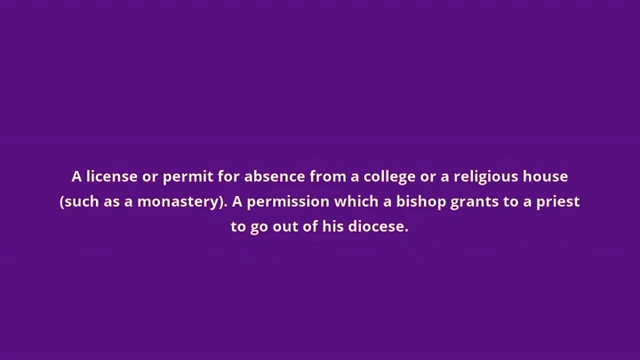 A license or permit for absence from a college or a religious house
(such as a monastery). A permission which a bishop grants to a priest
to go out of his diocese.